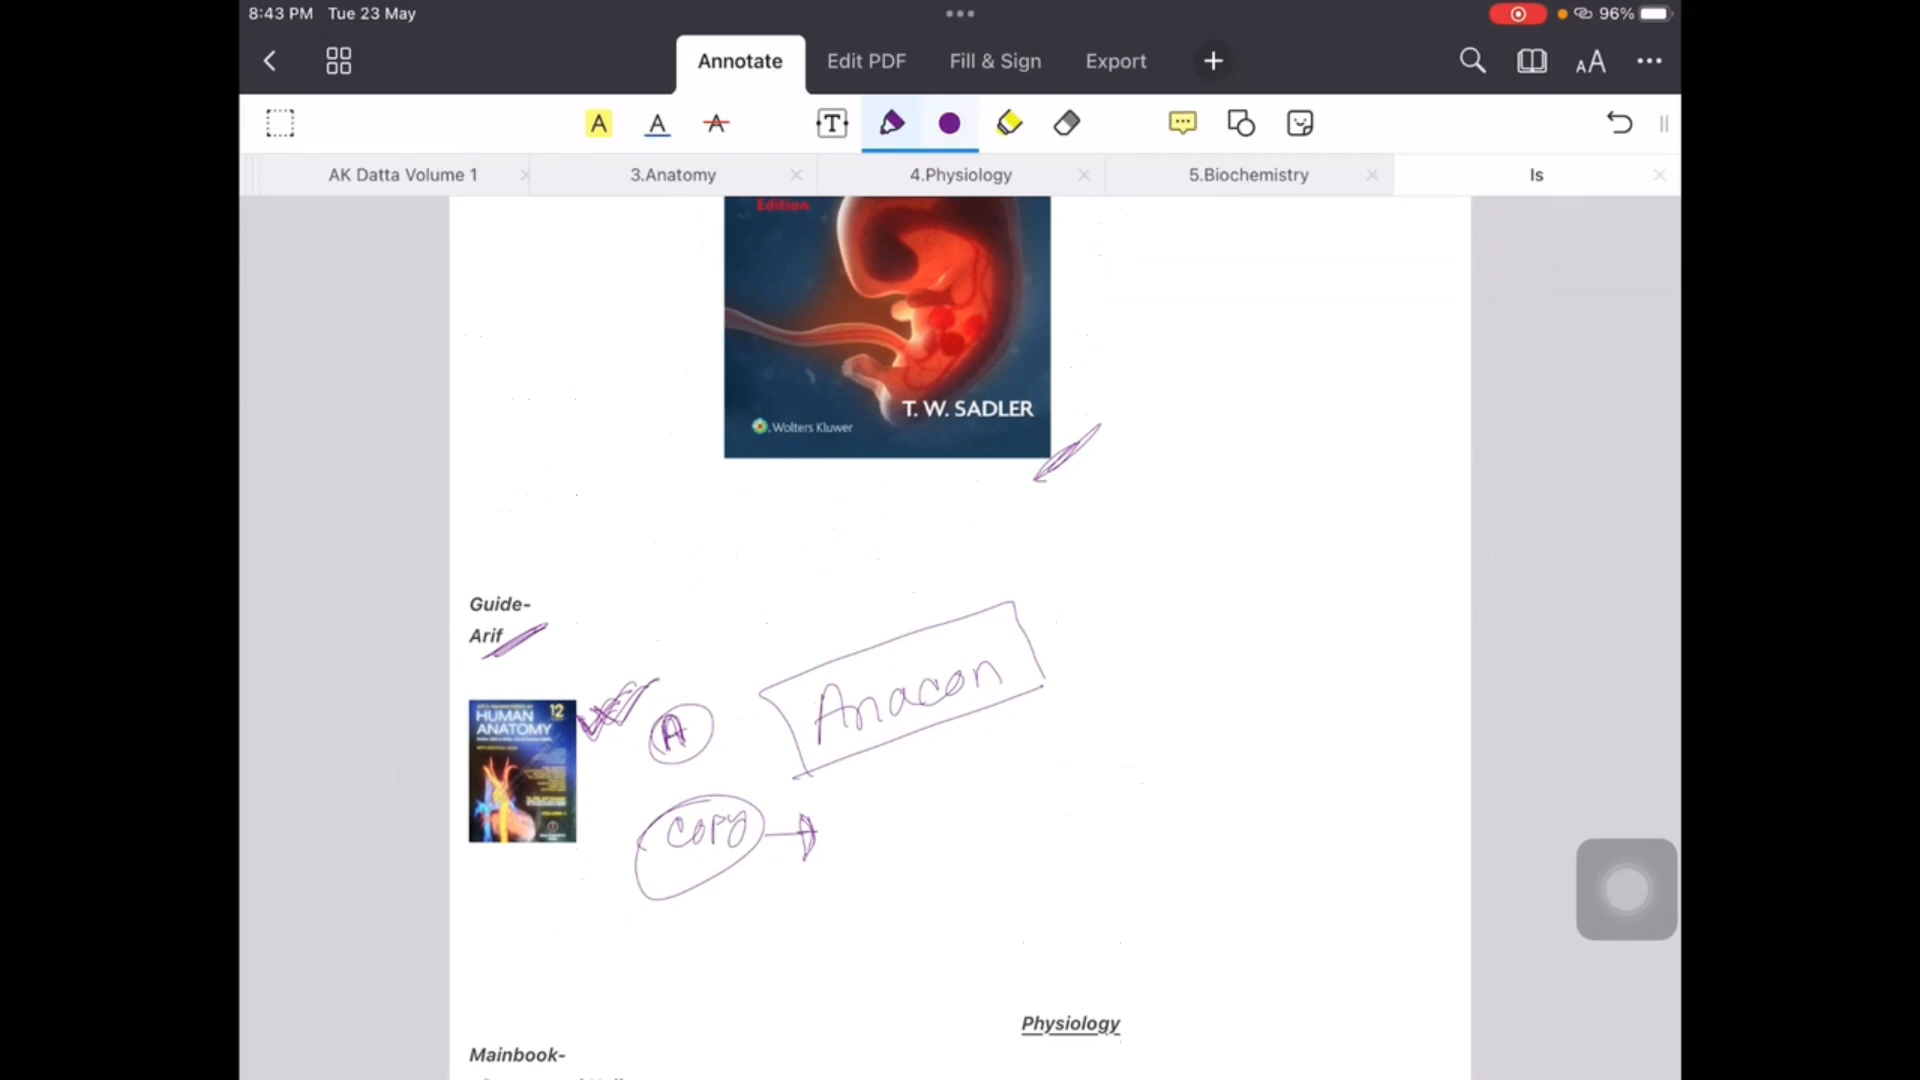 8:43 PM Tue 23 May
96%
Annotate Edit PDF Fill & Sign Export
AK Datta Volume 1 3.Anatomy 4.Physiology 5.Biochemistry Is
Edition
T. W. SADLER
Wolters Kluwer
Guide-
Arif
HUMAN 12
ANATOMY
A
Anacon
copy
Physiology
Mainbook-